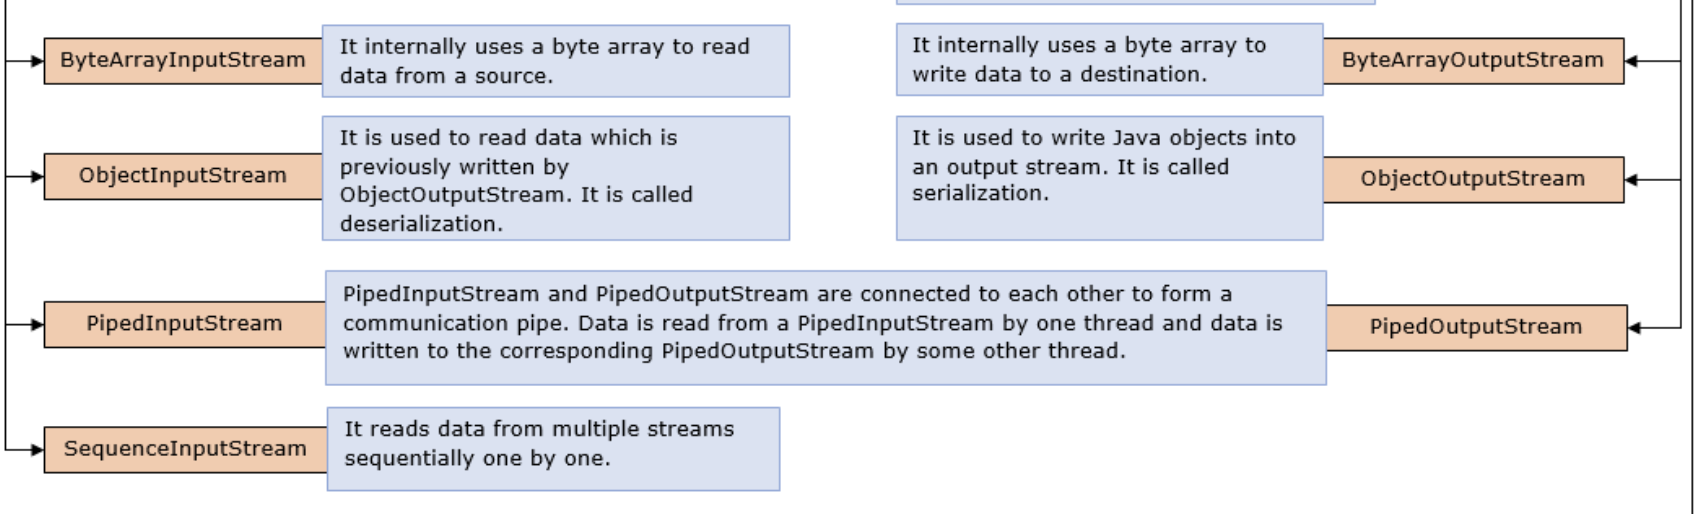 ByteArrayInputStream
It internally uses a byte array to read
data from a source.
It internally uses a byte array to
write data to a destination.
ByteArrayOutputStream
ObjectInputStream
It is used to read data which is
previously written by
ObjectOutputStream. It is called
deserialization.
It is used to write Java objects into
an output stream. It is called
serialization.
ObjectOutputStream
PipedInputStream
PipedInputStream and PipedOutputStream are connected to each other to form a
communication pipe. Data is read from a PipedInputStream by one thread and data is
written to the corresponding PipedOutputStream by some other thread.
PipedOutputStream
SequenceInputStream
It reads data from multiple streams
sequentially one by one.